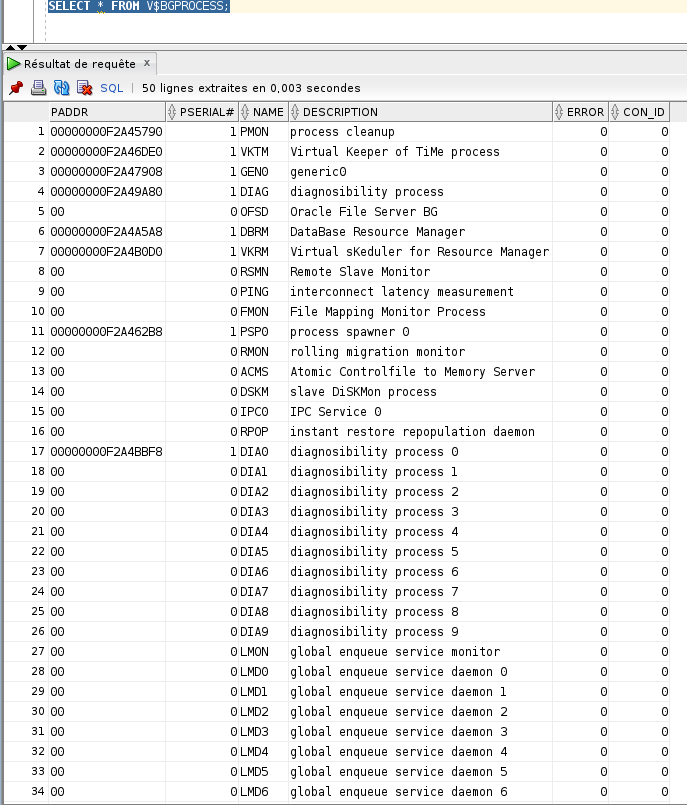 SELECT * FROM V$BGPROCESS;
Résultat de requête x
SQL | 50 lignes extraites en 0,003 secondes
PADDR PSERIAL# NAME DESCRIPTION ERROR CON_ID
1 00000000F2A45790 1 PMON process cleanup 0 0
2 00000000F2A46DE0 1 VKTM Virtual Keeper of TiMe process 0 0
3 00000000F2A47908 1 GEN0 generic0 0 0
4 00000000F2A49A80 1 DIAG diagnosibility process 0 0
5 00 0 OFSD Oracle File Server BG 0 0
6 00000000F2A4A5A8 1 DBRM DataBase Resource Manager 0 0
7 00000000F2A4B0D0 1 VKRM Virtual sKeduler for Resource Manager 0 0
8 00 0 RSMN Remote Slave Monitor 0 0
9 00 0 PING interconnect latency measurement 0 0
10 00 0 FMON File Mapping Monitor Process 0 0
11 00000000F2A462B8 1 PSP0 process spawner 0 0 0
12 00 0 RMON rolling migration monitor 0 0
13 00 0 ACMS Atomic Controlfile to Memory Server 0 0
14 00 0 DSKM slave DiSKMon process 0 0
15 00 0 IPC0 IPC Service 0 0 0
16 00 0 RPOP instant restore repopulation daemon 0 0
17 00000000F2A4BBF8 1 DIA0 diagnosibility process 0 0 0
18 00 0 DIA1 diagnosibility process 1 0 0
19 00 0 DIA2 diagnosibility process 2 0 0
20 00 0 DIA3 diagnosibility process 3 0 0
21 00 0 DIA4 diagnosibility process 4 0 0
22 00 0 DIA5 diagnosibility process 5 0 0
23 00 0 DIA6 diagnosibility process 6 0 0
24 00 0 DIA7 diagnosibility process 7 0 0
25 00 0 DIA8 diagnosibility process 8 0 0
26 00 0 DIA9 diagnosibility process 9 0 0
27 00 0 LMON global enqueue service monitor 0 0
28 00 0 LMD0 global enqueue service daemon 0 0 0
29 00 0 LMD1 global enqueue service daemon 1 0 0
30 00 0 LMD2 global enqueue service daemon 2 0 0
31 00 0 LMD3 global enqueue service daemon 3 0 0
32 00 0 LMD4 global enqueue service daemon 4 0 0
33 00 0 LMD5 global enqueue service daemon 5 0 0
34 00 0 LMD6 global enqueue service daemon 6 0 0